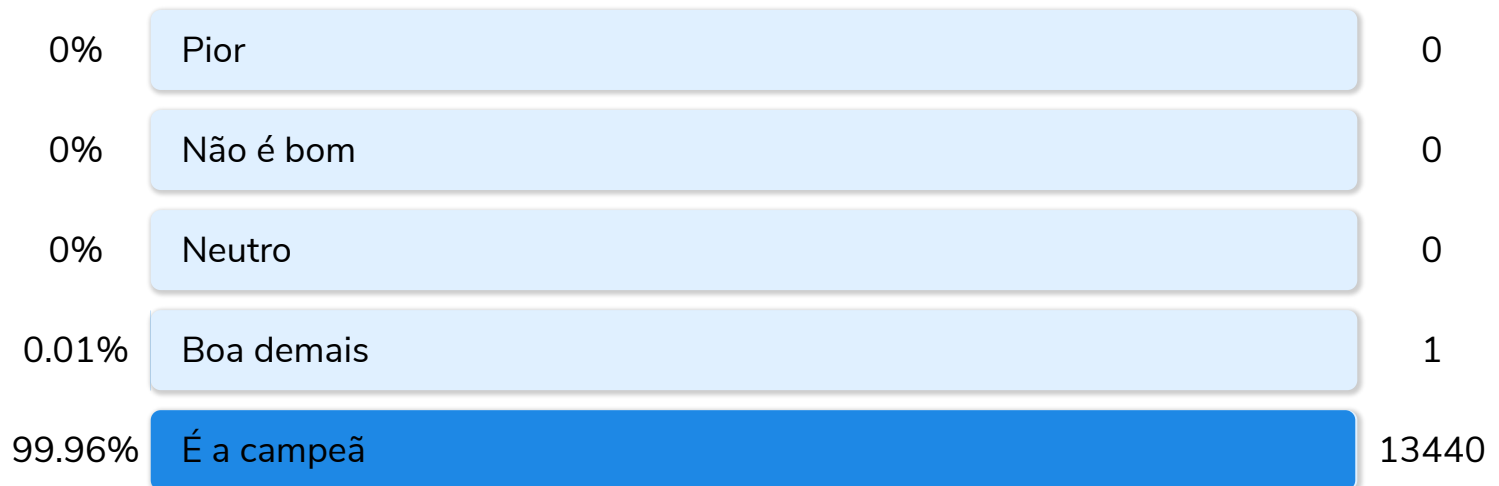 0% Pior 0
0% Não é bom 0
0% Neutro 0
0.01% Boa demais 1
99.96% É a campeã 13440